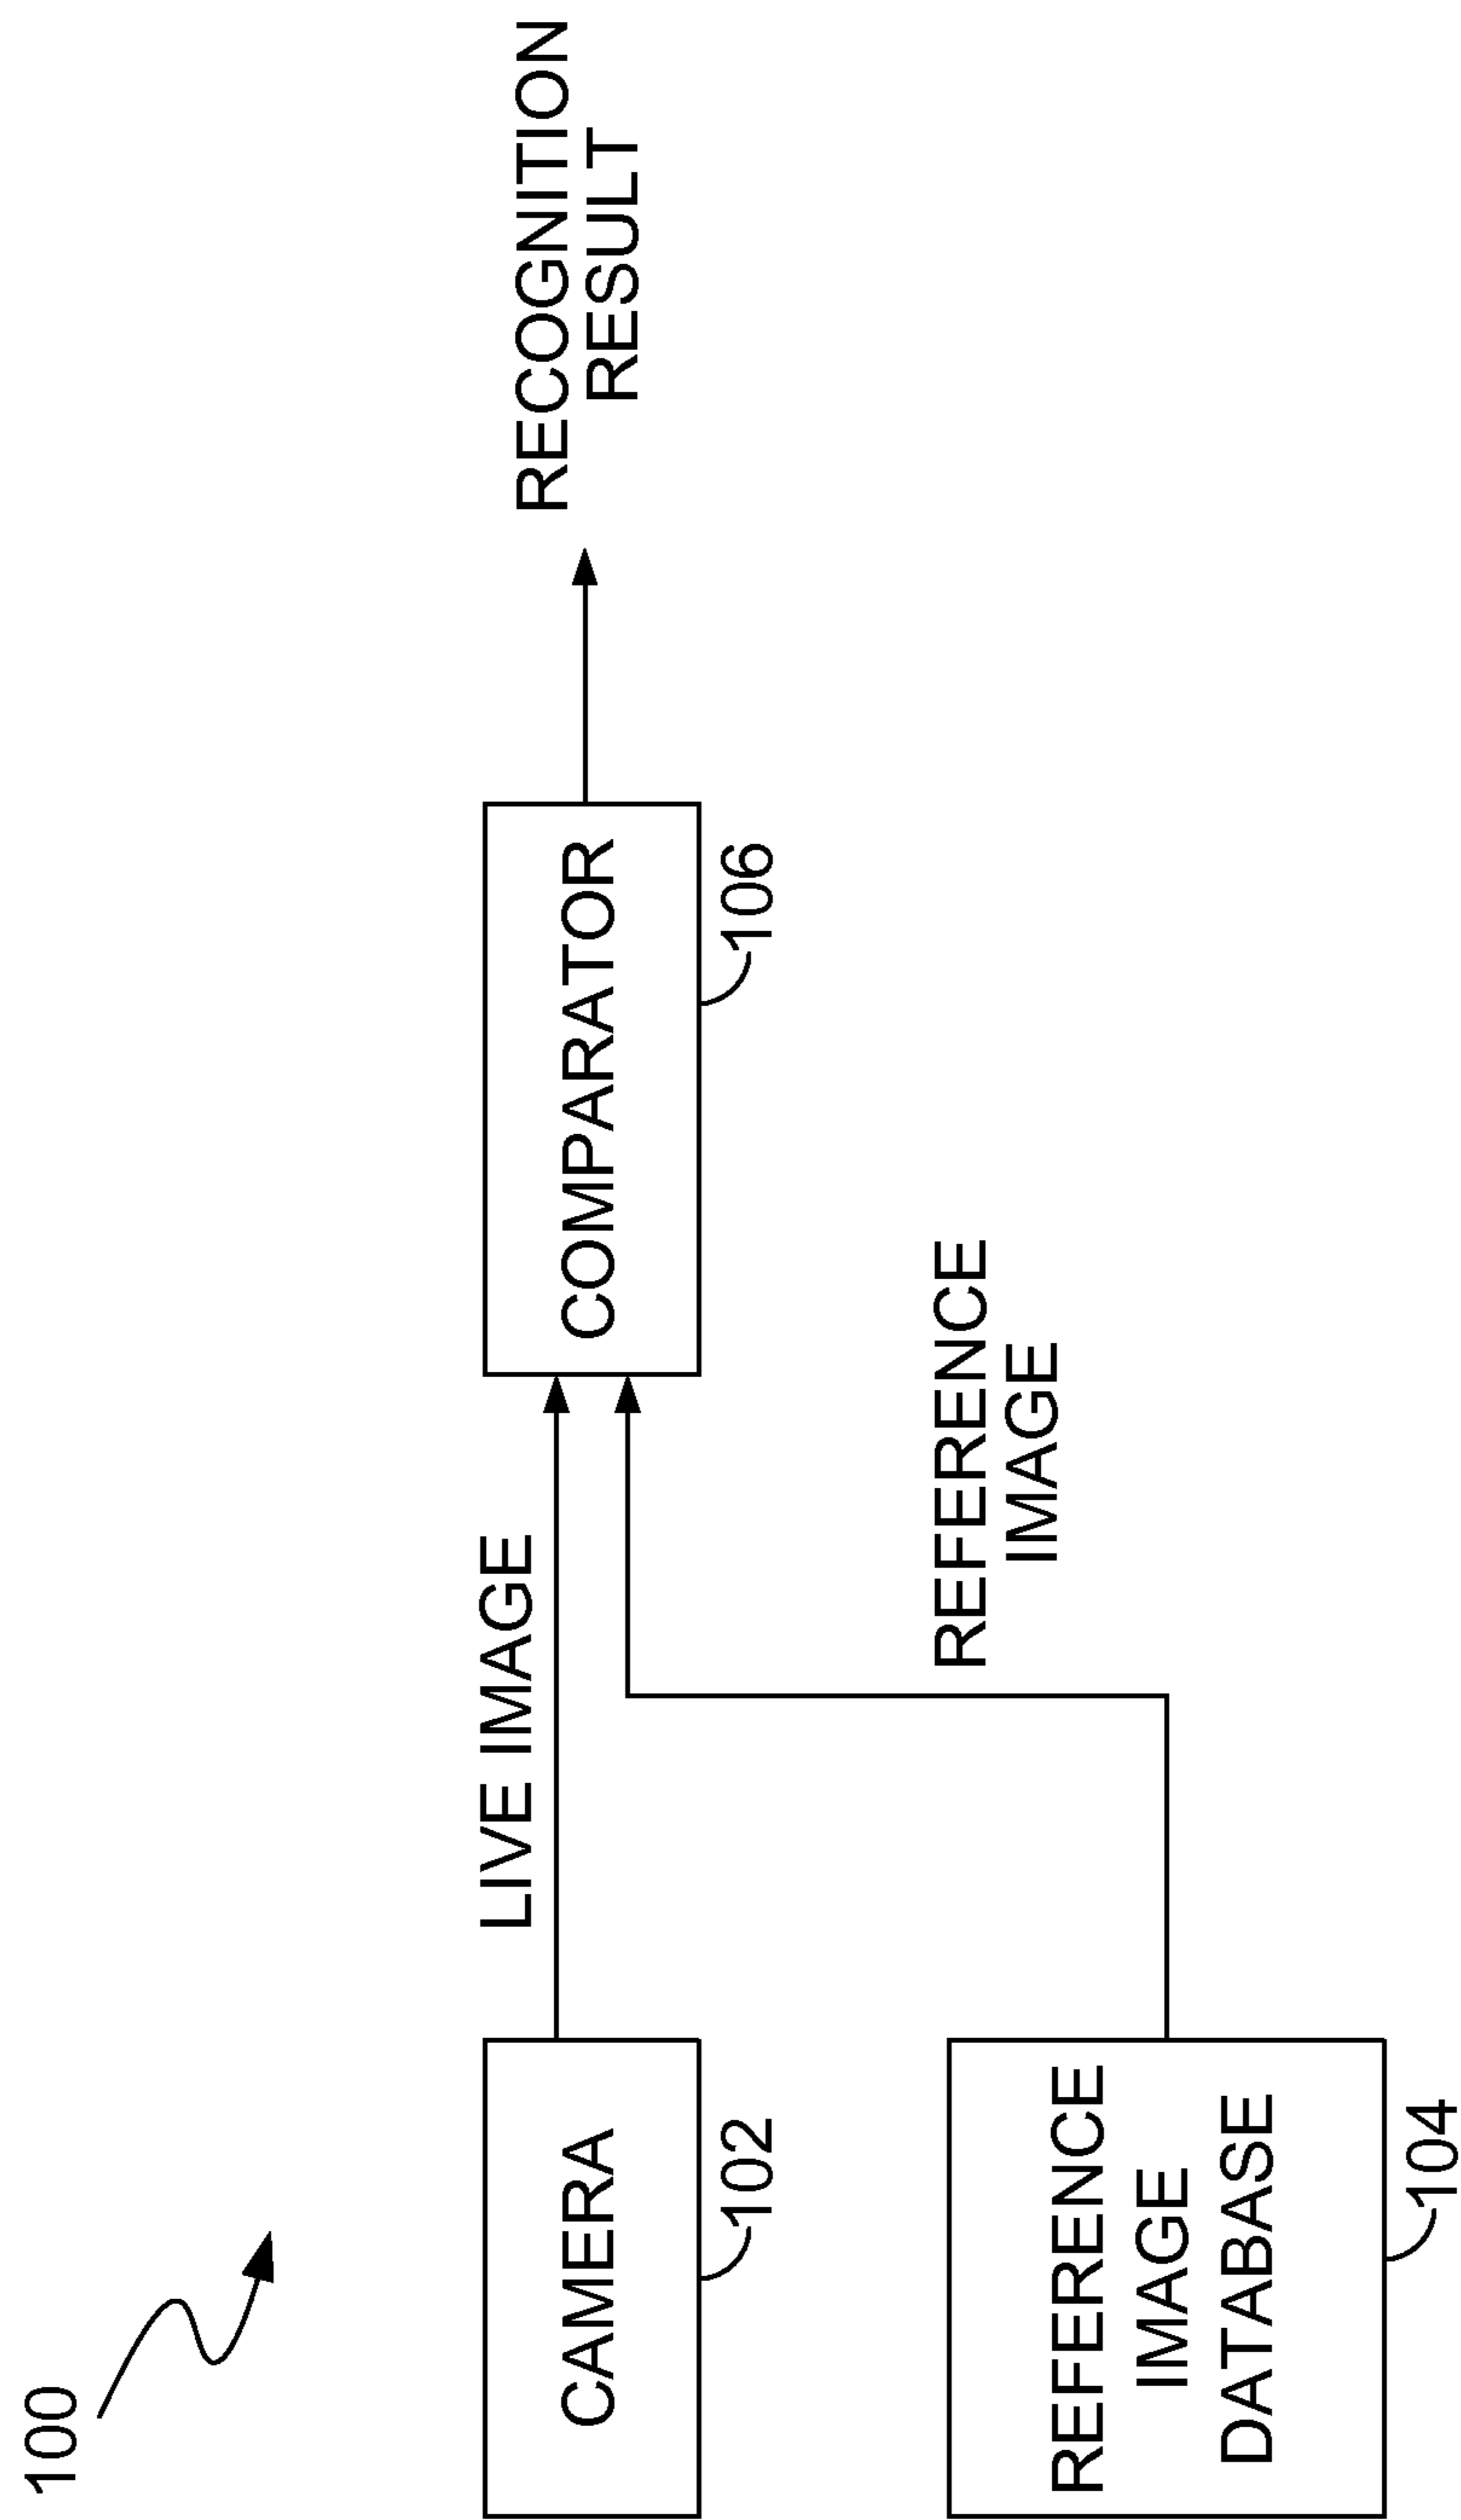 100
CAMERA
102
LIVE IMAGE
COMPARATOR
106
RECOGNITION
RESULT
REFERENCE
IMAGE
REFERENCE
IMAGE
DATABASE
104